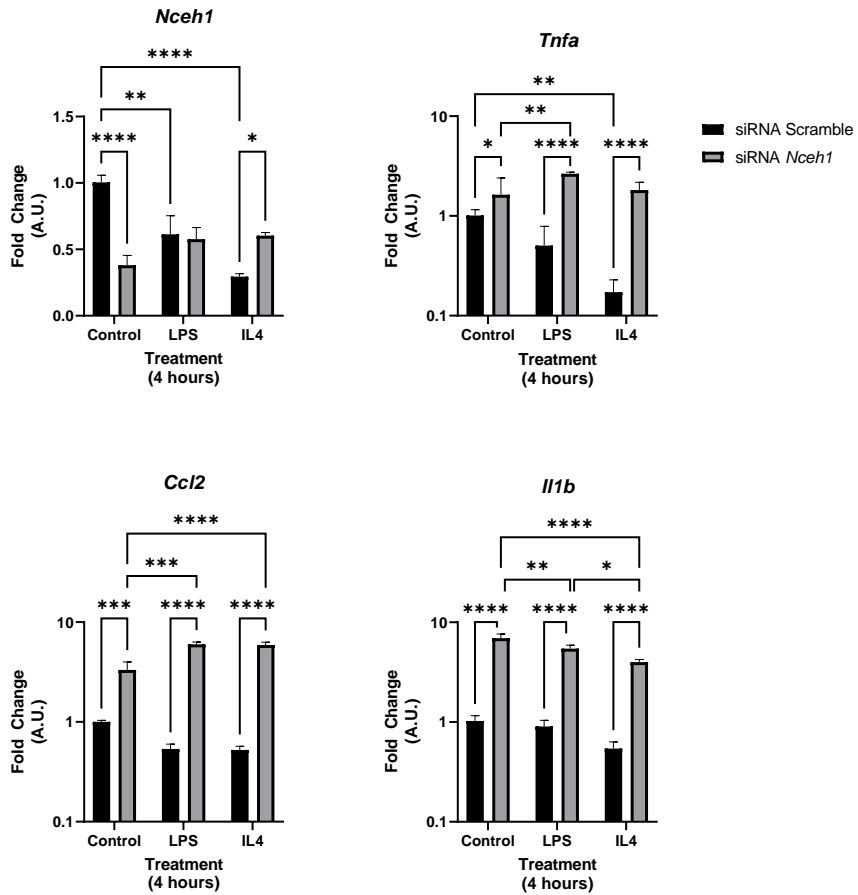 Nceh1
****
**
****
*
1.5
1.0
0.5
0.0
Fold Change
(A.U.)
Control
LPS
IL4
Treatment
(4 hours)
Tnfa
**
**
*
****
****
10
1
0.1
Fold Change
(A.U.)
Control
LPS
IL4
Treatment
(4 hours)
siRNA Scramble
siRNA Nceh1
Ccl2
****
***
***
****
****
10
1
0.1
Fold Change
(A.U.)
Control
LPS
IL4
Treatment
(4 hours)
Il1b
****
**
*
****
****
****
10
1
0.1
Fold Change
(A.U.)
Control
LPS
IL4
Treatment
(4 hours)